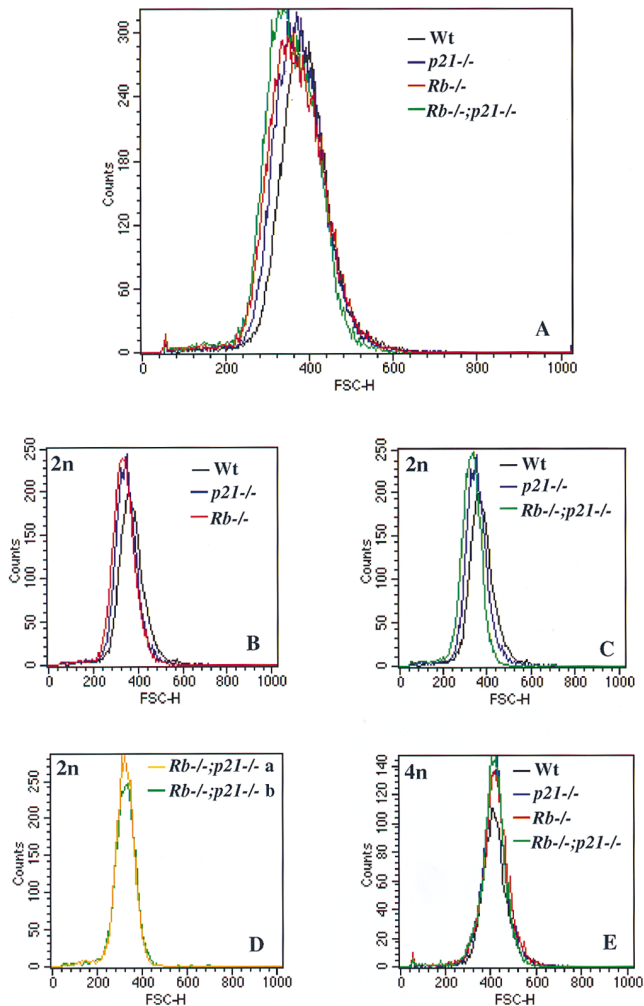 300
240
180
120
60
0
Counts
0 200 400 600 800 1000
FSC-H
Wt
p21-/-
Rb-/-
Rb-/-;p21-/-
A
2n
250
200
150
100
50
0
Counts
0 200 400 600 800 1000
FSC-H
Wt
p21-/-
Rb-/-
B
2n
250
200
150
100
50
0
Counts
0 200 400 600 800 1000
FSC-H
Wt
p21-/-
Rb-/-;p21-/-
C
2n
250
200
150
100
50
0
Counts
0 200 400 600 800 1000
FSC-H
Rb-/-;p21-/- a
Rb-/-;p21-/- b
D
4n
140
120
100
80
60
40
20
0
Counts
0 200 400 600 800 1000
FSC-H
Wt
p21-/-
Rb-/-
Rb-/-;p21-/-
E